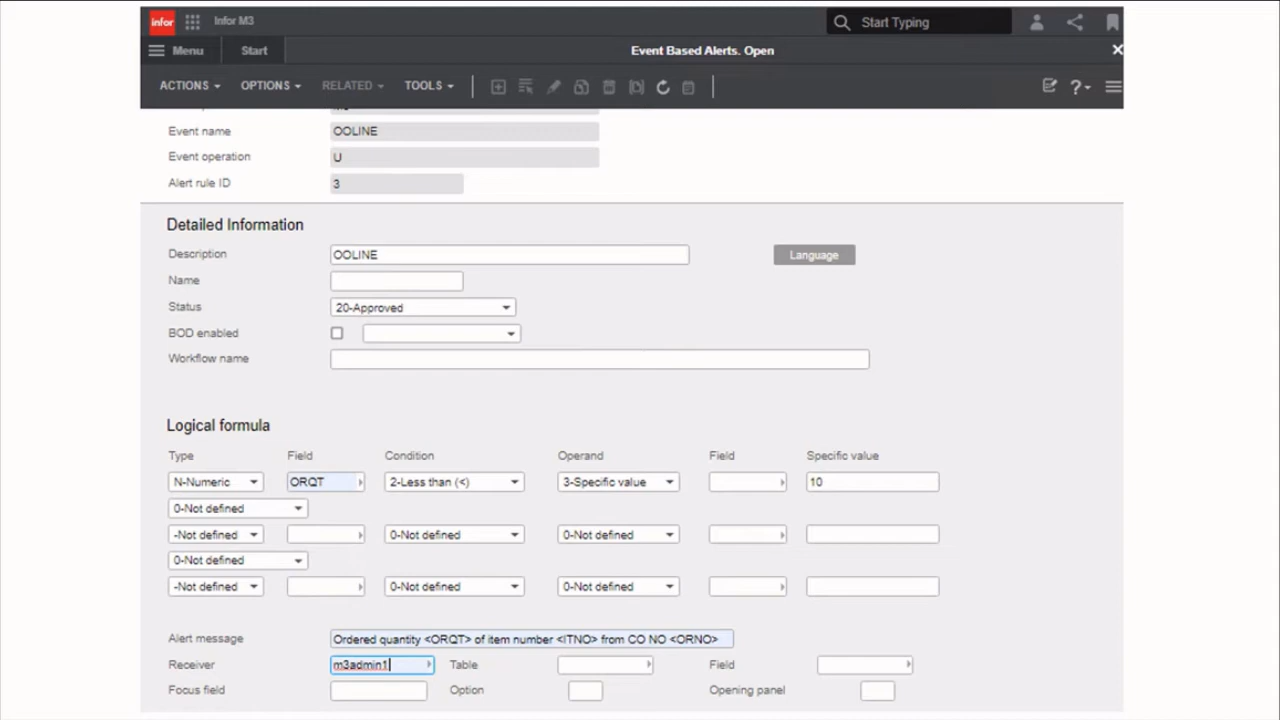 infor Infor M3 Start Typing
Menu Start Event Based Alerts. Open
ACTIONS OPTIONS RELATED TOOLS ?
Event name OOLINE
Event operation U
Alert rule ID 3
Detailed Information
Description OOLINE Language
Name
Status 20-Approved
BOD enabled
Workflow name
Logical formula
Type Field Condition Operand Field Specific value
N-Numeric ORQT 2-Less than (<) 3-Specific value 10
0-Not defined
-Not defined 0-Not defined 0-Not defined
0-Not defined
-Not defined 0-Not defined 0-Not defined
Alert message Ordered quantity <ORQT> of item number <ITNO> from CO NO <ORNO>
Receiver m3admin1 Table Field
Focus field Option Opening panel